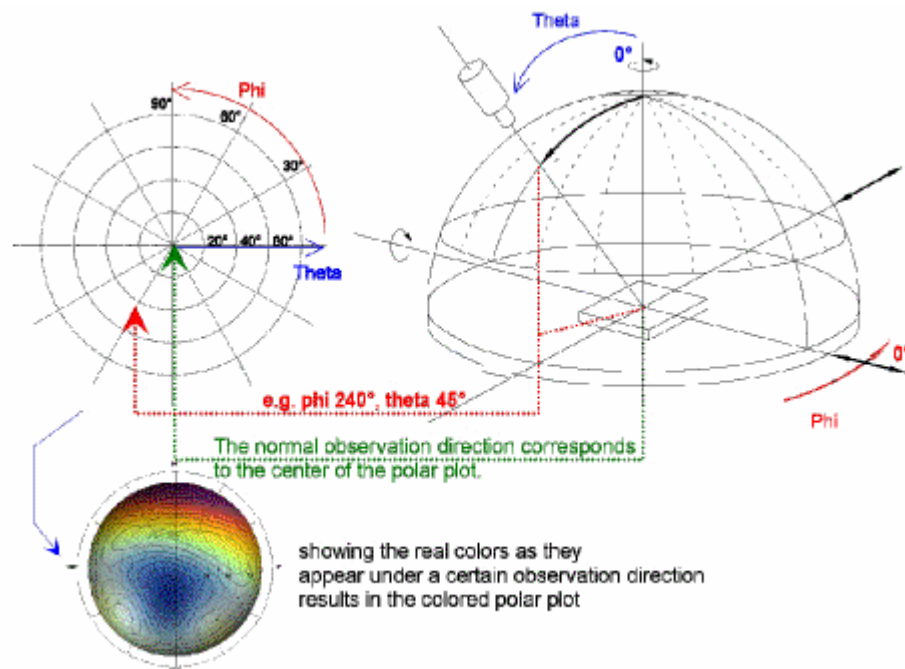 Theta
0°
Phi
90°
60°
30°
20° 40° 60°
Theta
0°
e.g. phi 240°, theta 45°
Phi
The normal observation direction corresponds
to the center of the polar plot.
showing the real colors as they
appear under a certain observation direction
results in the colored polar plot